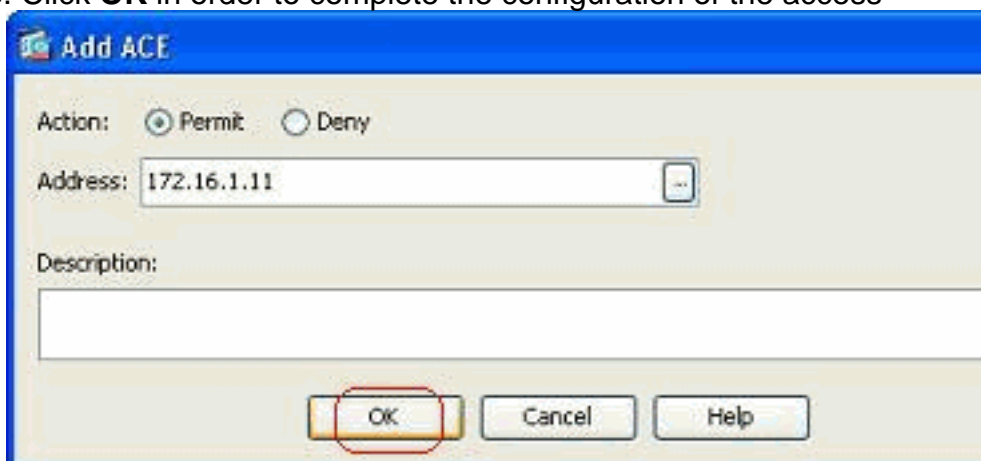 . Click OK in order to complete the configuration of the access
Add ACE
Action: Permit Deny
Address: 172.16.1.11 ...
Description:
OK Cancel Help